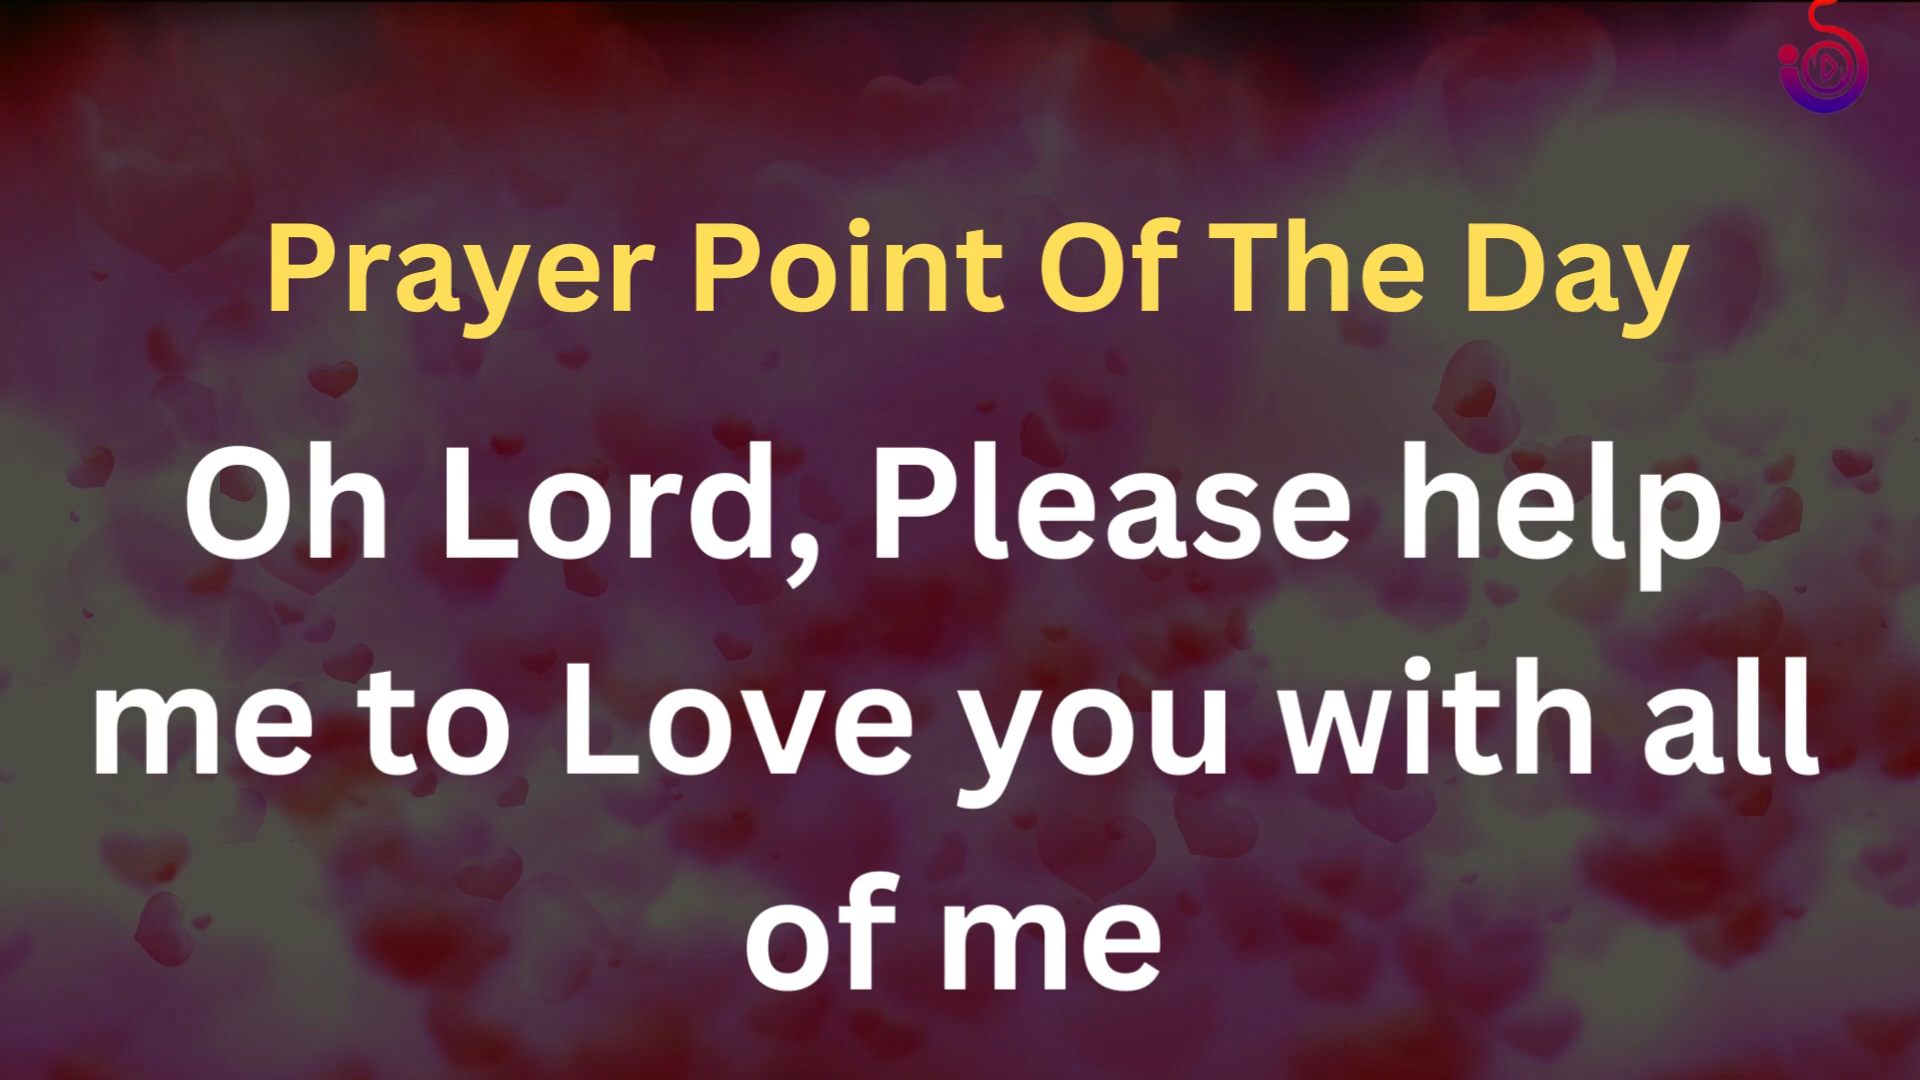 Prayer Point Of The Day
Oh Lord, Please help
me to Love you with all
of me